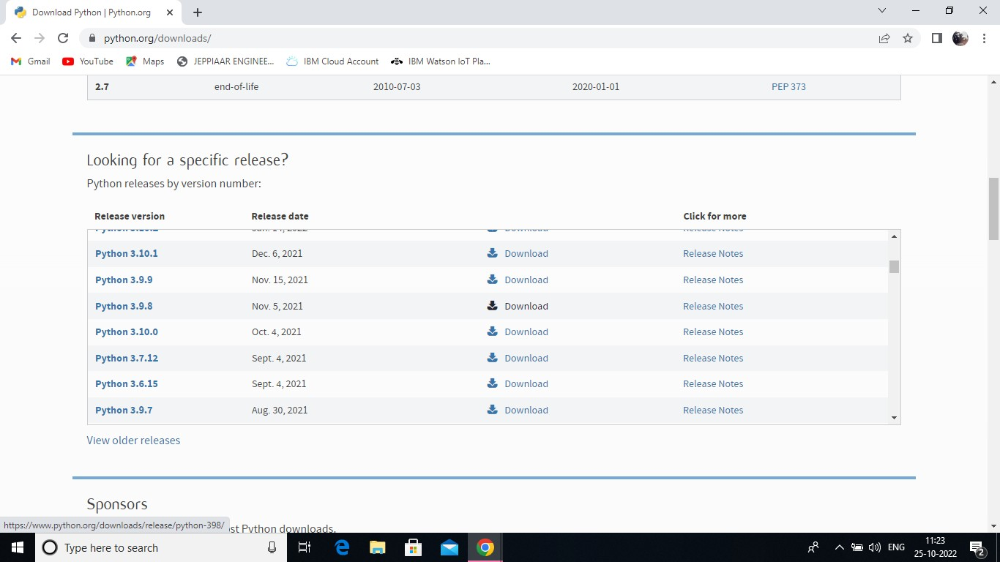 Download Python | Python.org
python.org/downloads/
Gmail YouTube Maps JEPPIAAR ENGINEE... IBM Cloud Account IBM Watson IoT Pla...
2.7 end-of-life 2010-07-03 2020-01-01 PEP 373
Looking for a specific release?
Python releases by version number:
Release version Release date Click for more
Python 3.10.2 Jan. 14, 2022 Download Release Notes
Python 3.10.1 Dec. 6, 2021 Download Release Notes
Python 3.9.9 Nov. 15, 2021 Download Release Notes
Python 3.9.8 Nov. 5, 2021 Download Release Notes
Python 3.10.0 Oct. 4, 2021 Download Release Notes
Python 3.7.12 Sept. 4, 2021 Download Release Notes
Python 3.6.15 Sept. 4, 2021 Download Release Notes
Python 3.9.7 Aug. 30, 2021 Download Release Notes
View older releases
Sponsors
https://www.python.org/downloads/release/python-398/ st Python downloads.
Type here to search ENG 11:23
25-10-2022 2